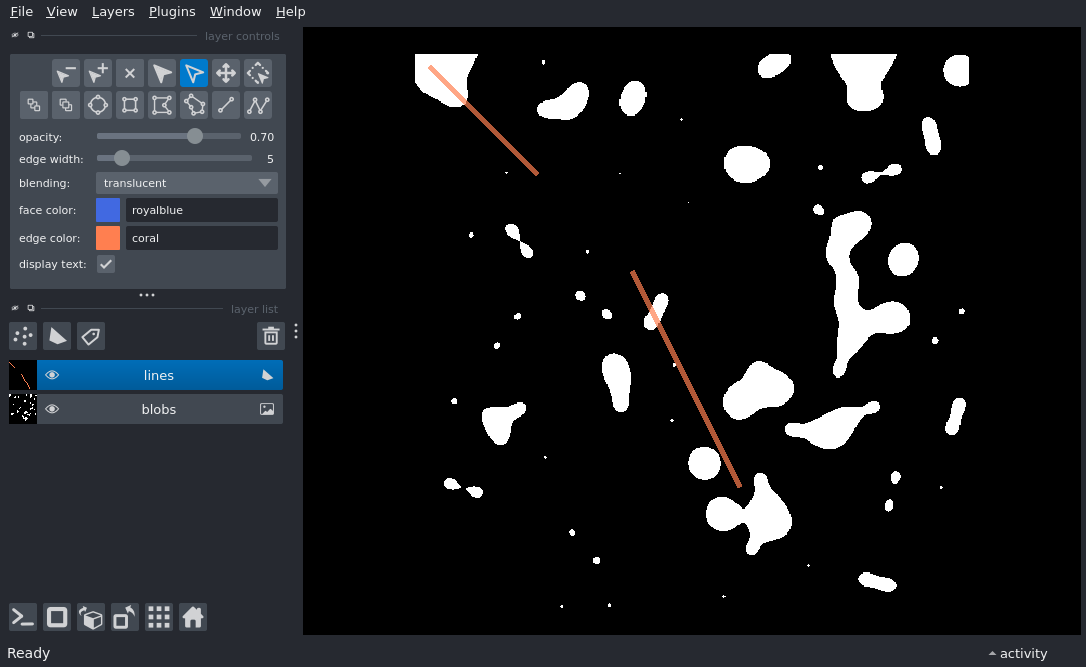 File View Layers Plugins Window Help
layer controls
opacity: 0.70
edge width: 5
blending: translucent
face color: royalblue
edge color: coral
display text:
layer list
lines
blobs
Ready
activity